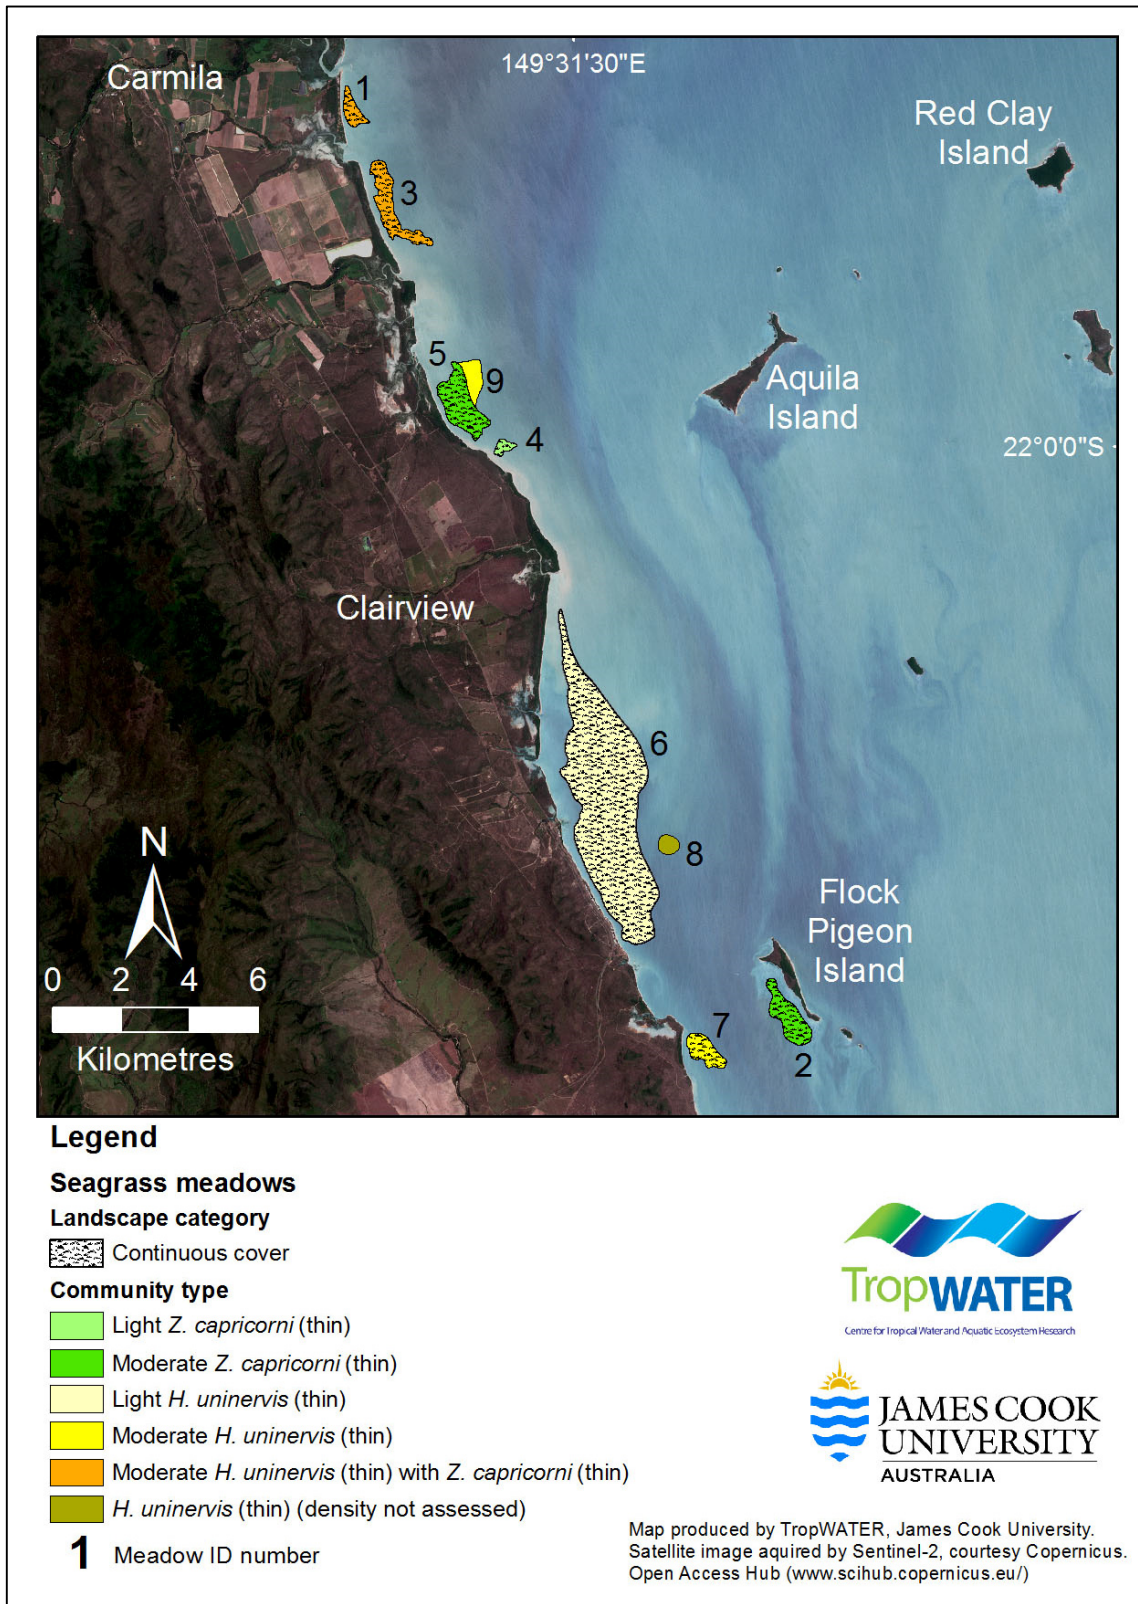 Carmila
149°31'30"E
1
Red Clay
Island
3
5
9
4
Aquila
Island
22°0'0"S
Clairview
6
8
N
Flock
Pigeon
Island
0 2 4 6
Kilometres
7
2
Legend
Seagrass meadows
Landscape category
Continuous cover
Community type
Light Z. capricorni (thin)
Moderate Z. capricorni (thin)
Light H. uninervis (thin)
Moderate H. uninervis (thin)
Moderate H. uninervis (thin) with Z. capricorni (thin)
H. uninervis (thin) (density not assessed)
1 Meadow ID number
TropWATER
Centre for Tropical Water and Aquatic Ecosystem Research
JAMES COOK
UNIVERSITY
AUSTRALIA
Map produced by TropWATER, James Cook University.
Satellite image aquired by Sentinel-2, courtesy Copernicus.
Open Access Hub (www.scihub.copernicus.eu/)